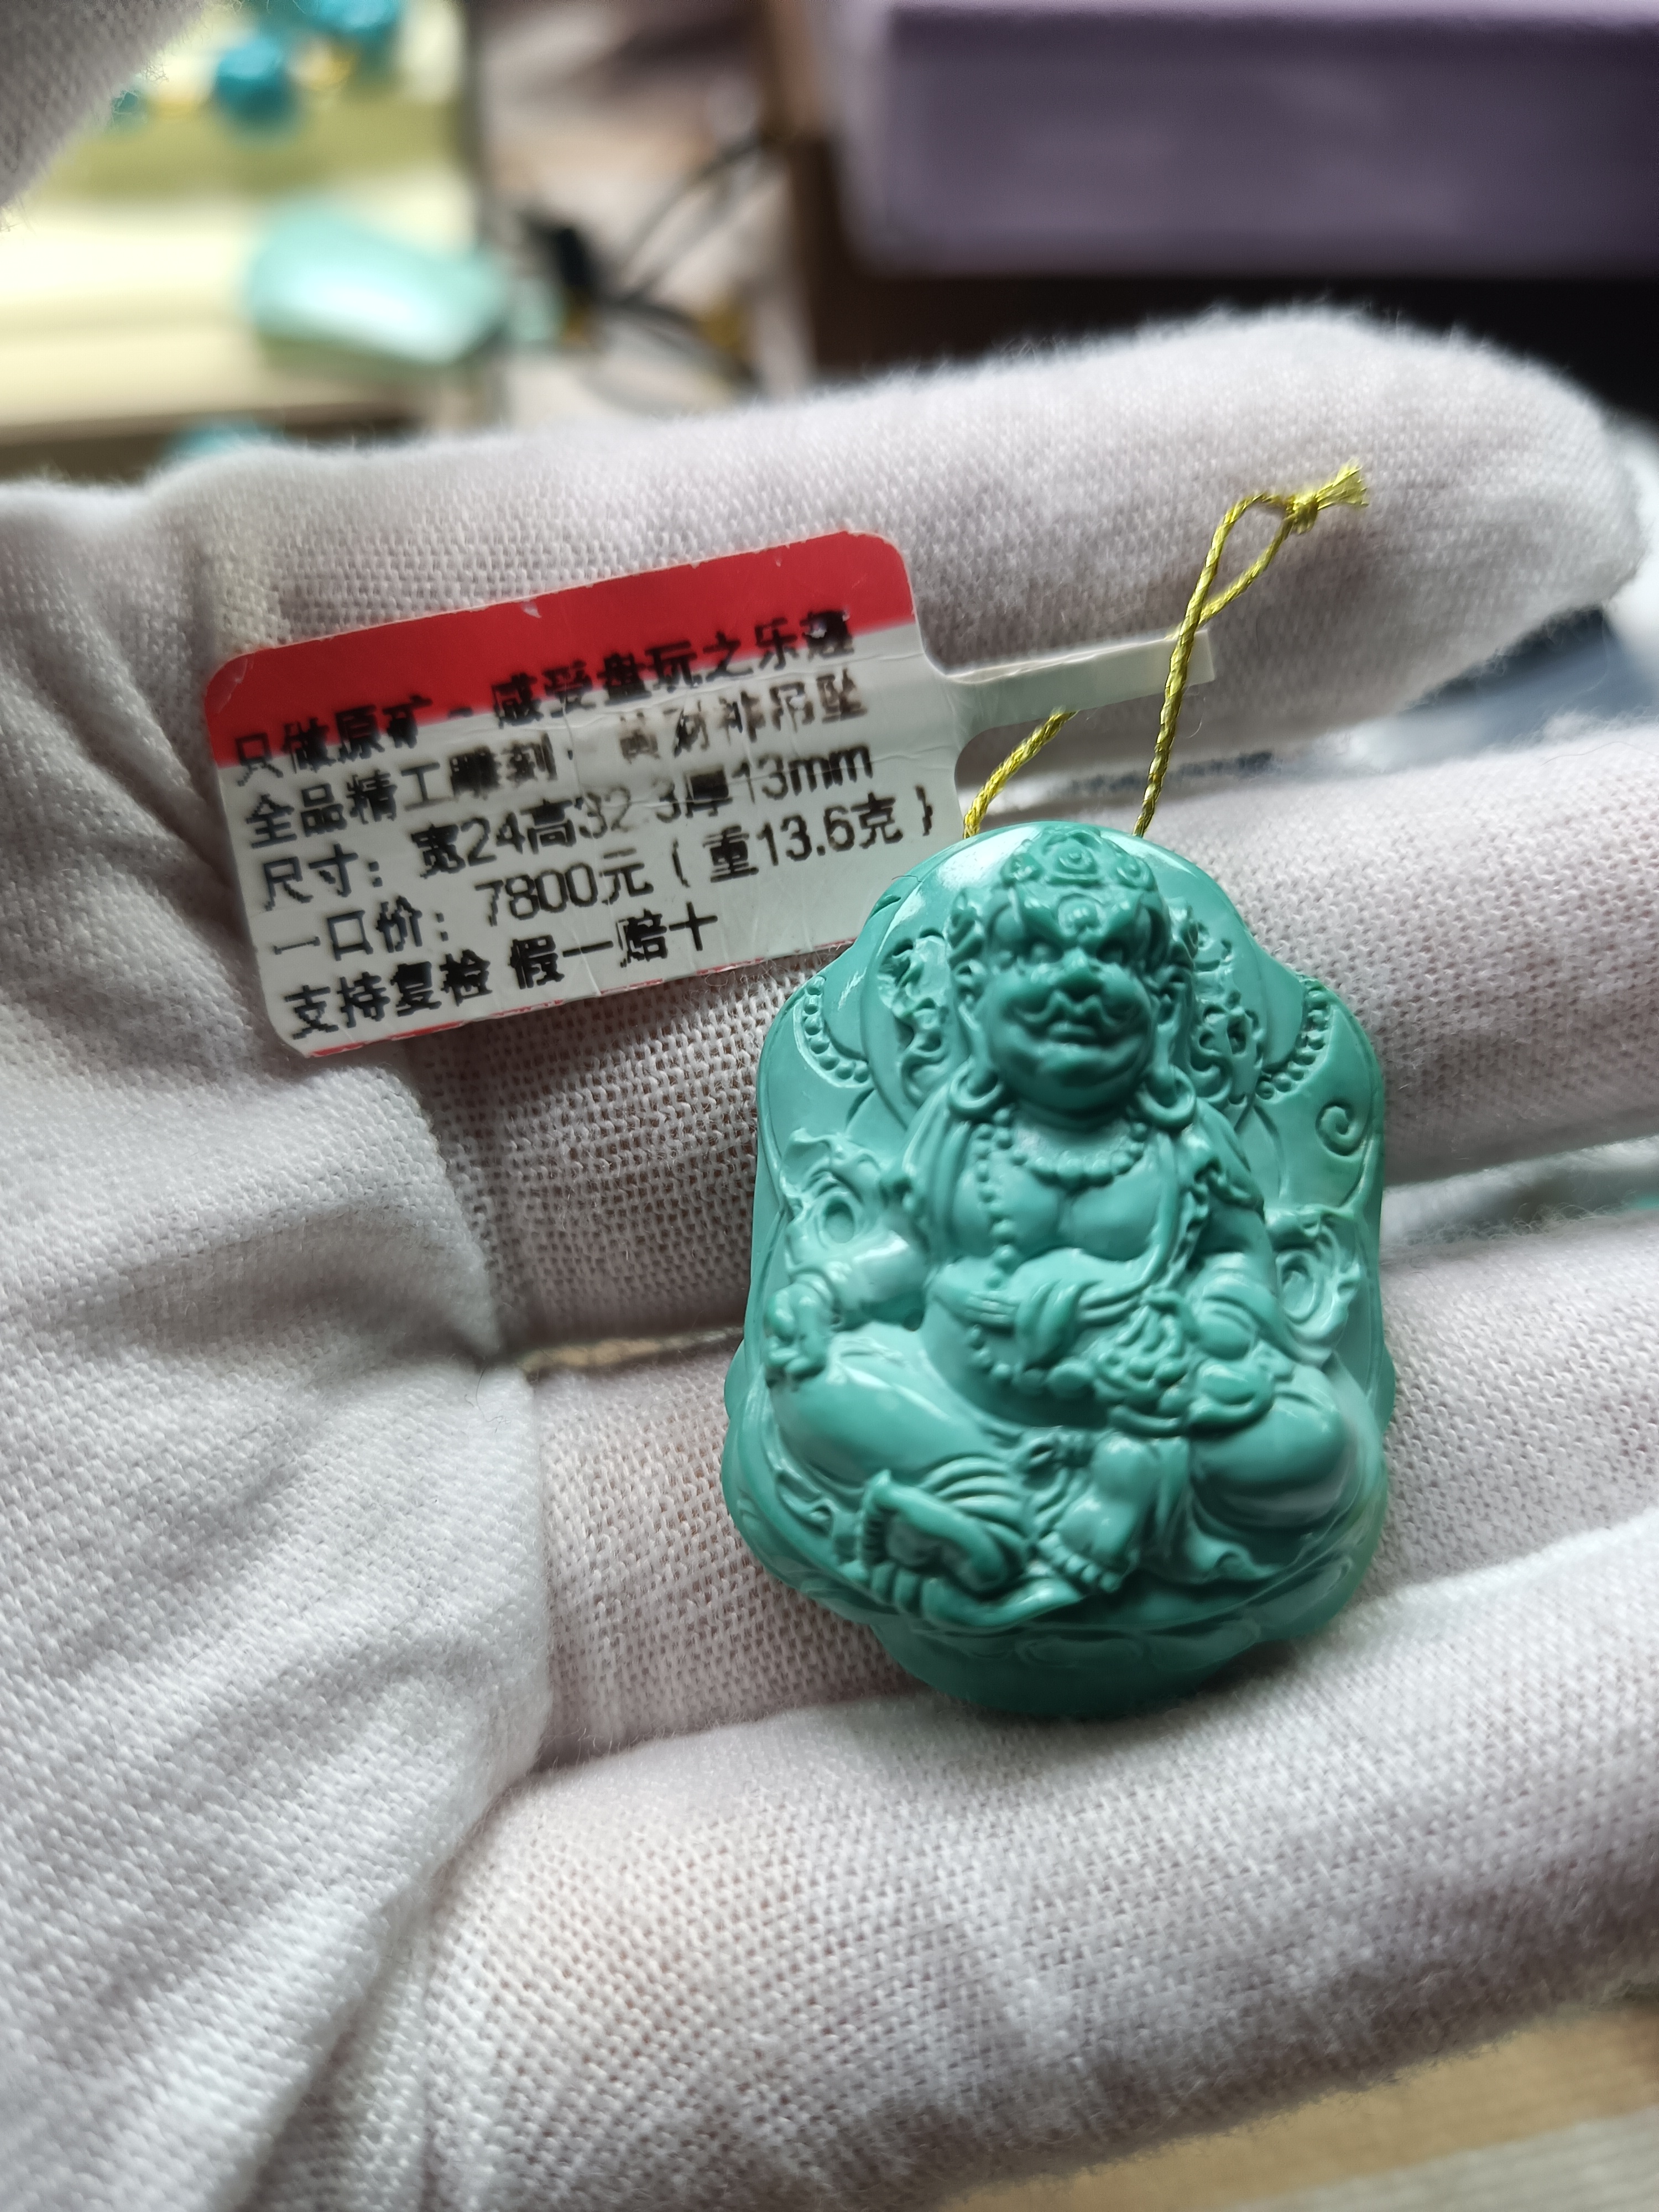 只做原矿 - 感受盘玩之乐趣
全品精工雕刻: 黄财神吊坠
尺寸: 宽24高32.3厚13mm
一口价: 7800元 (重13.6克}
支持复检 假一赔十